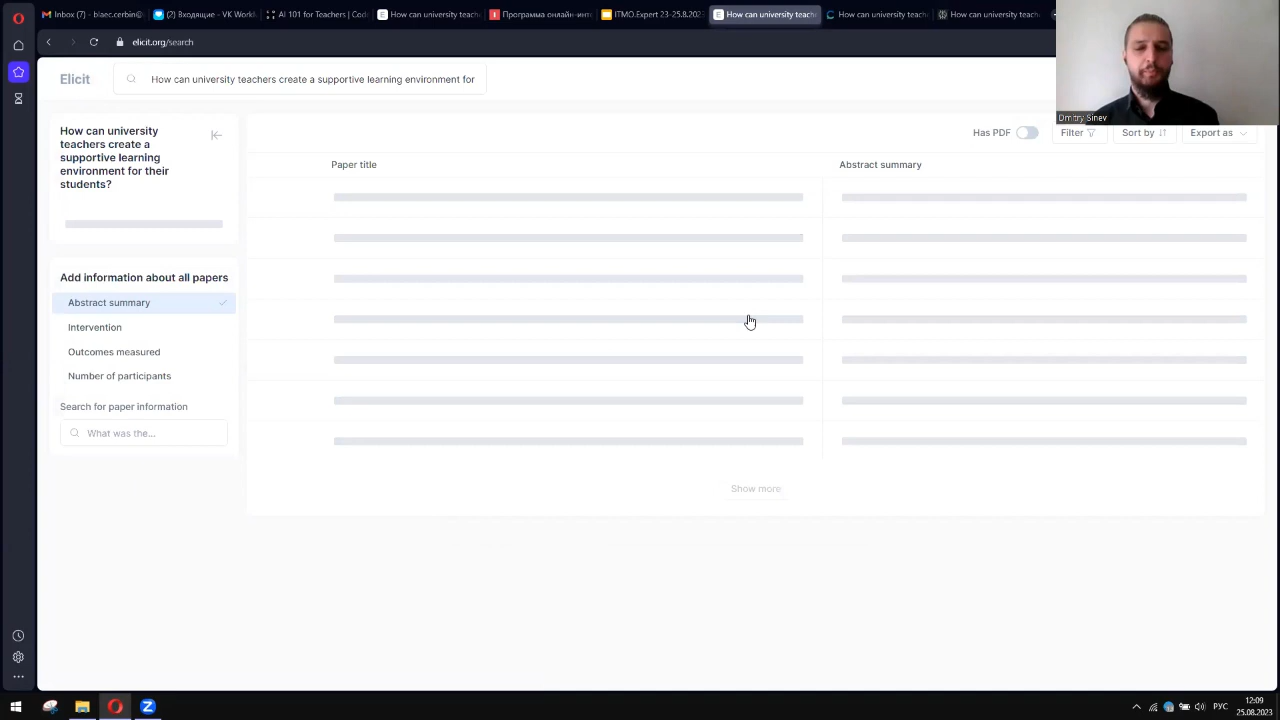 Inbox (7) - blaec.cerbin@
(2) Входящие - VK Workl
AI 101 for Teachers | Cod
How can university teache
Программа онлайн-инт
ITMO.Expert 23-25.8.202
How can university teach
How can university teach
How can university teach
elicit.org/search
Elicit
How can university teachers create a supportive learning environment for
Dmitry Sinev
How can university
teachers create a
supportive learning
environment for their
students?
Has PDF
Filter
Sort by
Export as
Paper title
Abstract summary
Add information about all papers
Abstract summary
Intervention
Outcomes measured
Number of participants
Search for paper information
What was the...
Show more
РУС
12:09
25.08.2023